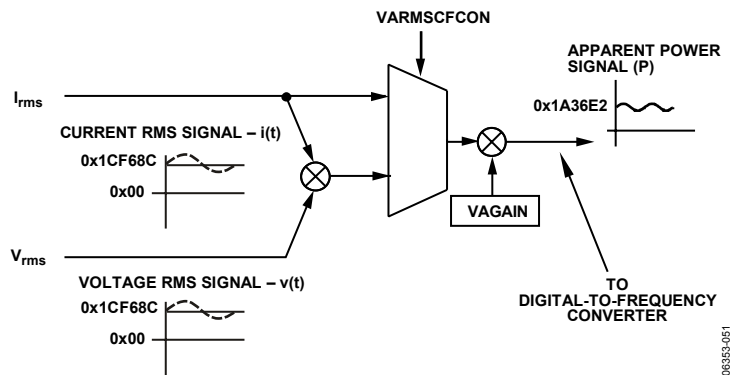 VARMSCFCON
APPARENT POWER
SIGNAL (P)
0x1A36E2
Irms
CURRENT RMS SIGNAL – i(t)
0x1CF68C
0x00
VAGAIN
Vrms
VOLTAGE RMS SIGNAL – v(t)
0x1CF68C
0x00
TO
DIGITAL-TO-FREQUENCY
CONVERTER
06353-051